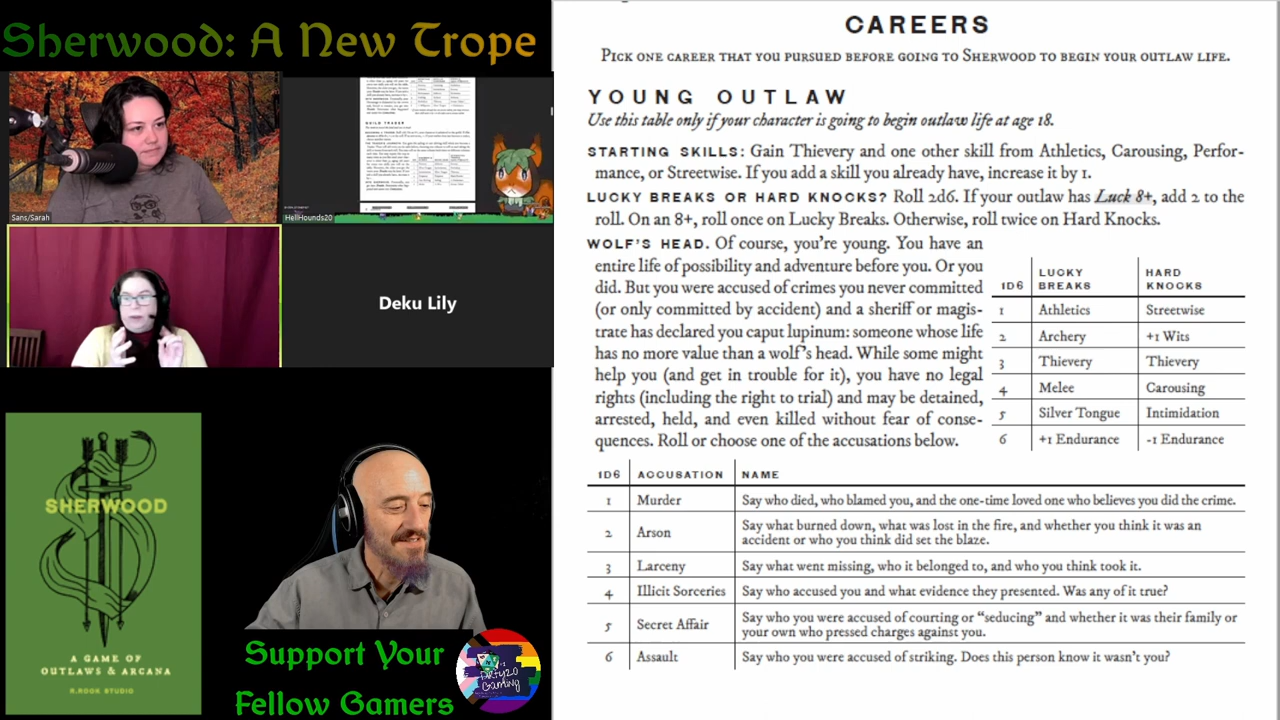 Sherwood: A New Trope
Sans/Sarah
HellHounds20
Deku Lily
SHERWOOD
A GAME OF
OUTLAWS & ARCANA
R.ROOK STUDIO
Support Your
Fellow Gamers
Dirty20
Gaming
CAREERS
PICK ONE CAREER THAT YOU PURSUED BEFORE GOING TO SHERWOOD TO BEGIN YOUR OUTLAW LIFE.
YOUNG OUTLAW
Use this table only if your character is going to begin outlaw life at age 18.
STARTING SKILLS: Gain Thievery and one other skill from Athletics, Carousing, Perfor-
mance, or Streetwise. If you add a skill you already have, increase it by 1.
LUCKY BREAKS OR HARD KNOCKS? Roll 2d6. If your outlaw has Luck 8+, add 2 to the
roll. On an 8+, roll once on Lucky Breaks. Otherwise, roll twice on Hard Knocks.
WOLF'S HEAD. Of course, you're young. You have an
entire life of possibility and adventure before you. Or you
did. But you were accused of crimes you never committed
(or only committed by accident) and a sheriff or magis-
trate has declared you caput lupinum: someone whose life
has no more value than a wolf's head. While some might
help you (and get in trouble for it), you have no legal
rights (including the right to trial) and may be detained,
arrested, held, and even killed without fear of conse-
quences. Roll or choose one of the accusations below.
1D6 LUCKY BREAKS HARD KNOCKS
1 Athletics Streetwise
2 Archery +1 Wits
3 Thievery Thievery
4 Melee Carousing
5 Silver Tongue Intimidation
6 +1 Endurance -1 Endurance
1D6 ACCUSATION NAME
1 Murder Say who died, who blamed you, and the one-time loved one who believes you did the crime.
2 Arson Say what burned down, what was lost in the fire, and whether you think it was an
accident or who you think did set the blaze.
3 Larceny Say what went missing, who it belonged to, and who you think took it.
4 Illicit Sorceries Say who accused you and what evidence they presented. Was any of it true?
5 Secret Affair Say who you were accused of courting or “seducing” and whether it was their family or
your own who pressed charges against you.
6 Assault Say who you were accused of striking. Does this person know it wasn't you?